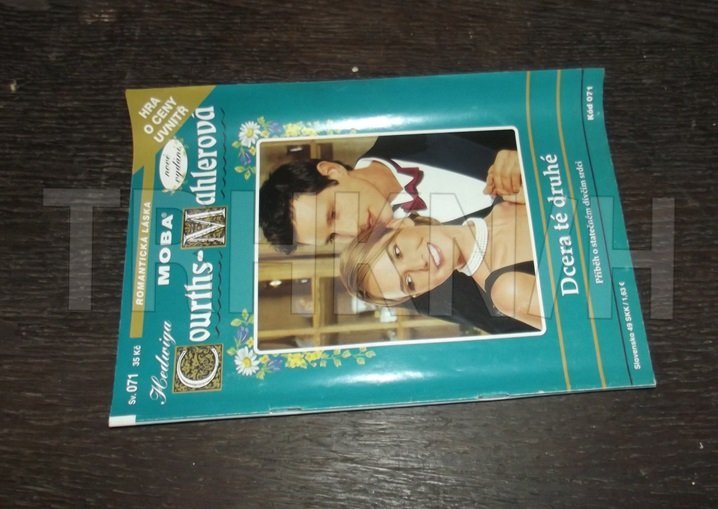 Sv. 071 35 Kč
ROMANTICKÁ LÁSKA
MOBA®
HRA
O CENY
UVNITŘ
nové
vydání
Hedwiga
Courths-Mahlerová
Dcera té druhé
Příběh o statečném dívčím srdci
Slovensko 49 SKK / 1,63 €
Kód 071